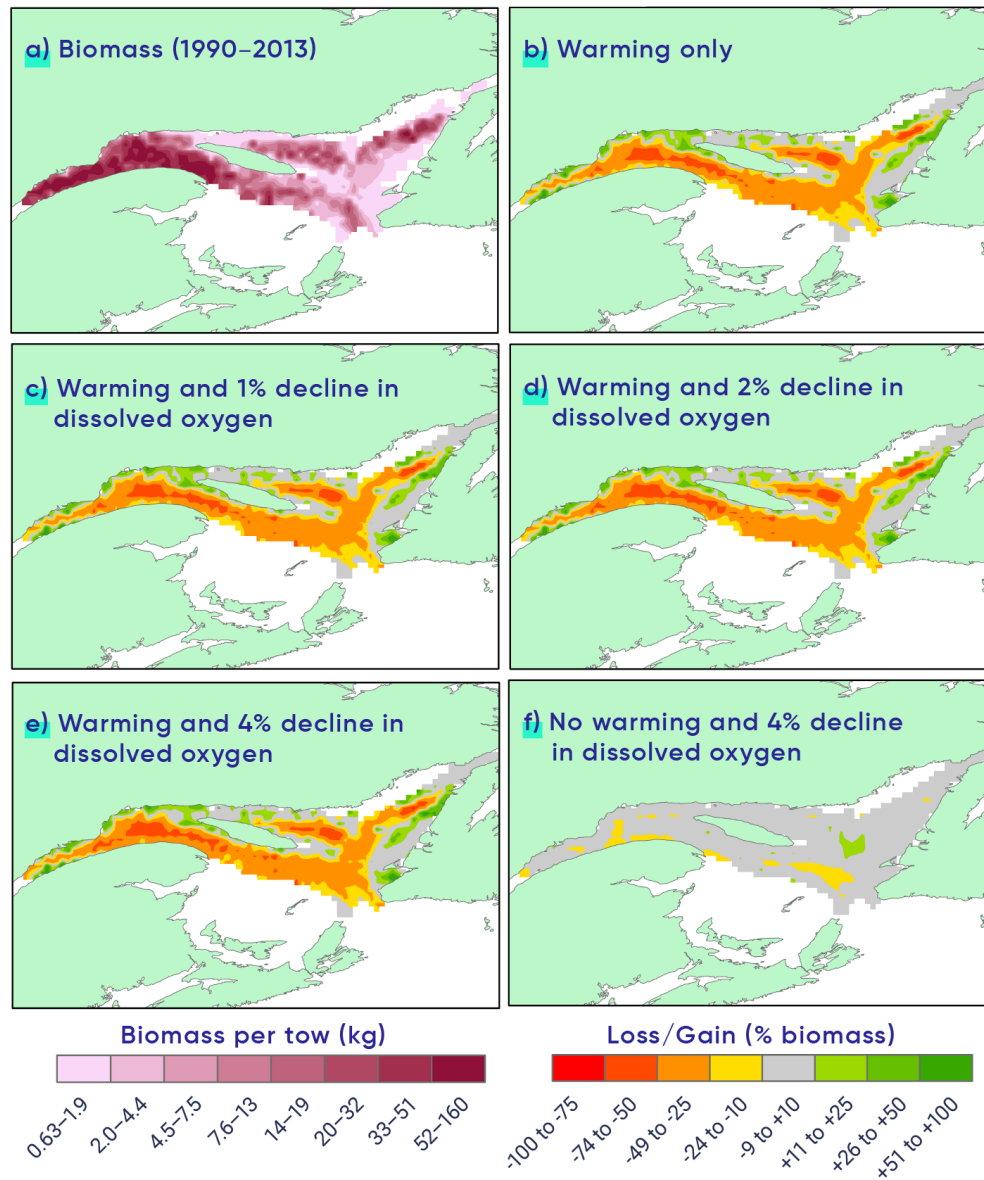 a) Biomass (1990–2013)
b) Warming only
c) Warming and 1% decline in
dissolved oxygen
d) Warming and 2% decline in
dissolved oxygen
e) Warming and 4% decline in
dissolved oxygen
f) No warming and 4% decline
in dissolved oxygen
Biomass per tow (kg)
0.63–1.9
2.0–4.4
4.5–7.5
7.6–13
14–19
20–32
33–51
52–160
Loss/Gain (% biomass)
-100 to -75
-74 to -50
-49 to -25
-24 to -10
-9 to +10
+11 to +25
+26 to +50
+51 to +100